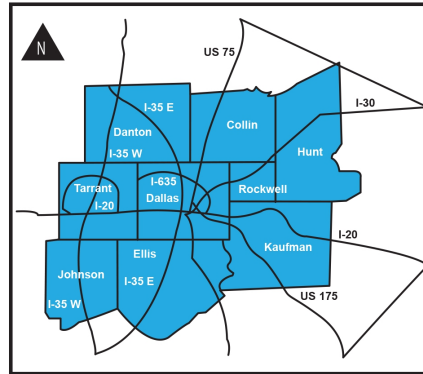 N
US 75
I-35 E
I-30
Collin
Danton
I-35 W
Hunt
Tarrant
I-635
I-20
Dallas
Rockwell
Ellis
Kaufman
I-20
Johnson
I-35 E
I-35 W
US 175